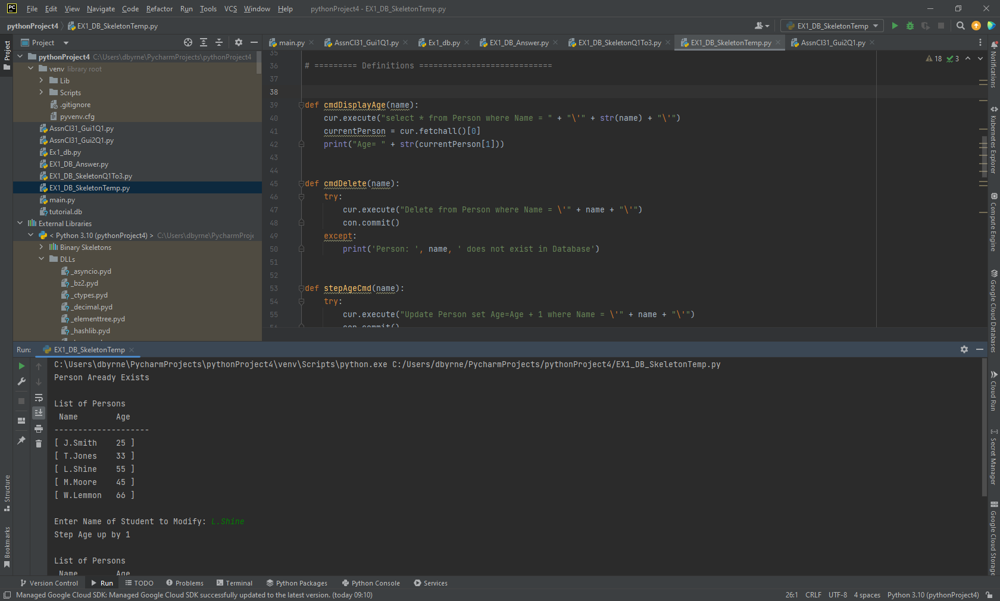 PC File Edit View Navigate Code Refactor Run Tools VCS Window Help pythonProject4 - EX1_DB_SkeletonTemp.py
pythonProject4 EX1_DB_SkeletonTemp.py
EX1_DB_SkeletonTemp
Project
Project
main.py AssnCI31_Gui1Q1.py Ex1_db.py EX1_DB_Answer.py EX1_DB_SkeletonQ1To3.py EX1_DB_SkeletonTemp.py AssnCI31_Gui2Q1.py
pythonProject4 C:\Users\dbyrne\PycharmProjects\pythonProject4
venv library root
Lib
Scripts
.gitignore
pyvenv.cfg
AssnCI31_Gui1Q1.py
AssnCI31_Gui2Q1.py
Ex1_db.py
EX1_DB_Answer.py
EX1_DB_SkeletonQ1To3.py
EX1_DB_SkeletonTemp.py
main.py
tutorial.db
External Libraries
< Python 3.10 (pythonProject4) > C:\Users\dbyrne\PycharmProje
Binary Skeletons
DLLs
_asyncio.pyd
_bz2.pyd
_ctypes.pyd
_decimal.pyd
_elementtree.pyd
_hashlib.pyd
18 3
35
36 # ========= Definitions ============================
37
38
39 def cmdDisplayAge(name):
40 cur.execute("select * from Person where Name = " + "\'" + str(name) + "\'")
41 currentPerson = cur.fetchall()[0]
42 print("Age= " + str(currentPerson[1]))
43
44
45 def cmdDelete(name):
46 try:
47 cur.execute("Delete from Person where Name = \'" + name + "\'")
48 con.commit()
49 except:
50 print('Person: ', name, ' does not exist in Database')
51
52
53 def stepAgeCmd(name):
54 try:
55 cur.execute("Update Person set Age=Age + 1 where Name = \'" + name + "\'")
56 con.commit()
Notifications
Kubernetes Explorer
Compute Engine
Google Cloud Databases
Cloud Run
Secret Manager
Google Cloud Storage
Structure
Bookmarks
Run: EX1_DB_SkeletonTemp
C:\Users\dbyrne\PycharmProjects\pythonProject4\venv\Scripts\python.exe C:/Users/dbyrne/PycharmProjects/pythonProject4/EX1_DB_SkeletonTemp.py
Person Aready Exists
List of Persons
Name Age
--------------------
[ J.Smith 25 ]
[ T.Jones 33 ]
[ L.Shine 55 ]
[ M.Moore 45 ]
[ W.Lemmon 66 ]
Enter Name of Student to Modify: L.Shine
Step Age up by 1
List of Persons
Name Age
Version Control Run TODO Problems Terminal Python Packages Python Console Services
Managed Google Cloud SDK: Managed Google Cloud SDK successfully updated to the latest version. (today 09:10) 26:1 CRLF UTF-8 4 spaces Python 3.10 (pythonProject4)